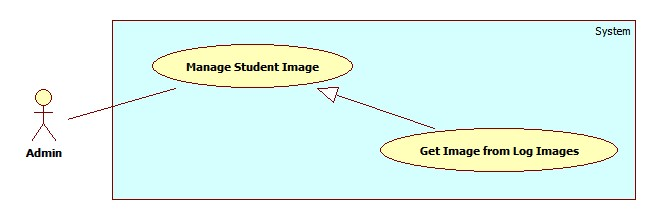 System
Manage Student Image
Admin
Get Image from Log Images